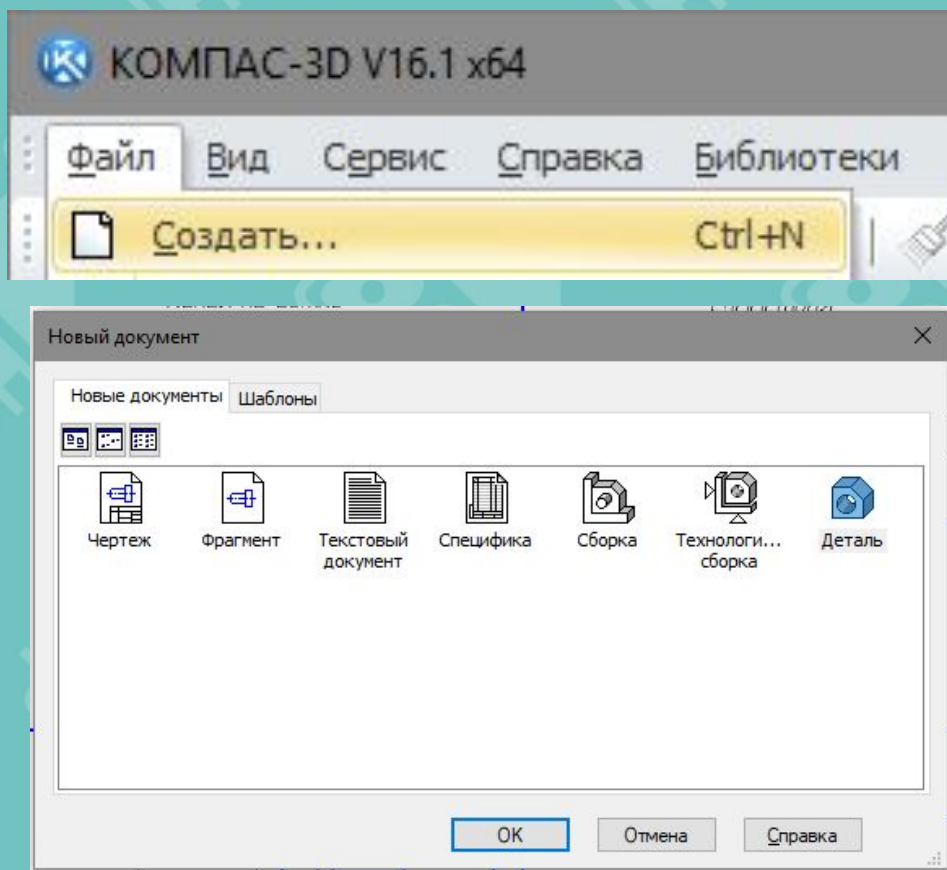 КОМПАС-3D V16.1 x64
Файл Вид Сервис Справка Библиотеки
Создать... Ctrl+N
Новый документ
Новые документы Шаблоны
Чертеж Фрагмент Текстовый документ Специфика Сборка Технологи... сборка Деталь
OK Отмена Справка